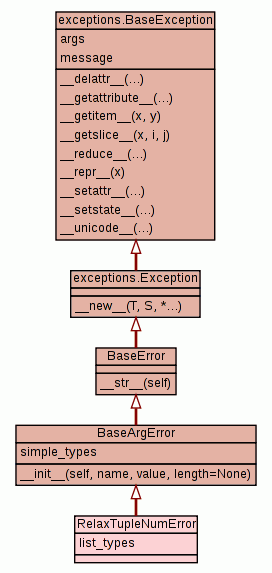 exceptions.BaseException
args
message
__delattr__(...)
__getattribute__(...)
__getitem__(x, y)
__getslice__(x, i, j)
__reduce__(...)
__repr__(x)
__setattr__(...)
__setstate__(...)
__unicode__(...)
exceptions.Exception
__new__(T, S, *...)
BaseError
__str__(self)
BaseArgError
simple_types
__init__(self, name, value, length=None)
RelaxTupleNumError
list_types